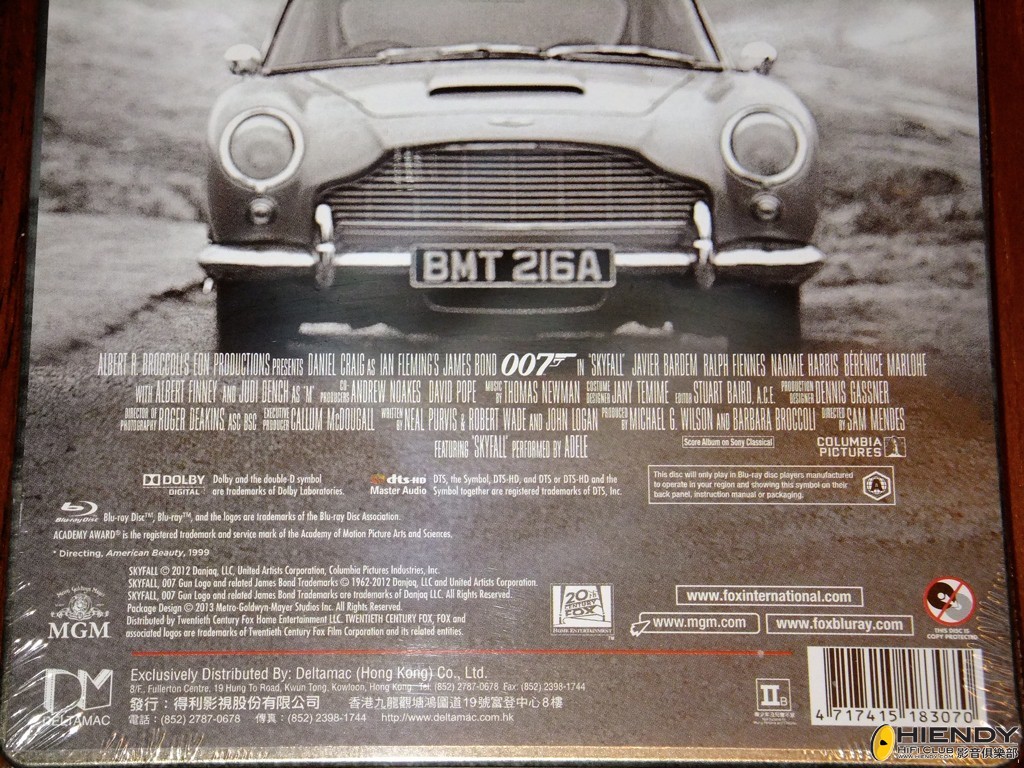 BMT 216A
ALBERT R. BROCCOLI'S EON PRODUCTIONS PRESENTS DANIEL CRAIG AS IAN FLEMING'S JAMES BOND 007 IN "SKYFALL" JAVIER BARDEM RALPH FIENNES NAOMIE HARRIS BÉRÉNICE MARLOHE
WITH ALBERT FINNEY AND JUDI DENCH AS "M" CO-PRODUCERS ANDREW NOAKES DAVID POPE MUSIC BY THOMAS NEWMAN COSTUME DESIGNER JANY TEMIME EDITOR STUART BAIRD, A.C.E. PRODUCTION DESIGNER DENNIS GASSNER
DIRECTOR OF PHOTOGRAPHY ROGER DEAKINS ASC BSC EXECUTIVE PRODUCER CALLUM McDOUGALL WRITTEN BY NEAL PURVIS & ROBERT WADE AND JOHN LOGAN PRODUCED BY MICHAEL G. WILSON AND BARBARA BROCCOLI DIRECTED BY SAM MENDES
FEATURING "SKYFALL" PERFORMED BY ADELE
Score Album on Sony Classical
COLUMBIA
PICTURES
DOLBY
DIGITAL
Dolby and the double-D symbol
are trademarks of Dolby Laboratories.
dts-HD
Master Audio
DTS, the Symbol, DTS-HD, and DTS or DTS-HD and the
Symbol together are registered trademarks of DTS, Inc.
This disc will only play in Blu-ray disc players manufactured
to operate in your region and showing this symbol on their
back panel, instruction manual or packaging.
A
Blu-ray Disc
Blu-ray Disc™, Blu-ray™, and the logos are trademarks of the Blu-ray Disc Association.
ACADEMY AWARD® is the registered trademark and service mark of the Academy of Motion Picture Arts and Sciences.
* Directing, American Beauty, 1999
SKYFALL © 2012 Danjaq, LLC, United Artists Corporation, Columbia Pictures Industries, Inc.
SKYFALL, 007 Gun Logo and related James Bond Trademarks © 1962-2012 Danjaq, LLC and United Artists Corporation.
SKYFALL, 007 Gun Logo and related James Bond Trademarks are trademarks of Danjaq, LLC. All Rights Reserved.
Package Design © 2013 Metro-Goldwyn-Mayer Studios Inc. All Rights Reserved.
Distributed by Twentieth Century Fox Home Entertainment LLC. TWENTIETH CENTURY FOX, FOX and
associated logos are trademarks of Twentieth Century Fox Film Corporation and its related entities.
MGM
20TH
CENTURY
FOX
HOME ENTERTAINMENT
www.foxinternational.com
www.mgm.com
www.foxbluray.com
THIS DISC IS
COPY PROTECTED
DM
DELTAMAC
Exclusively Distributed By: Deltamac (Hong Kong) Co., Ltd.
8/F., Fullerton Centre, 19 Hung To Road, Kwun Tong, Kowloon, Hong Kong. Tel: (852) 2787-0678 Fax: (852) 2398-1744
發行：得利影視股份有限公司 香港九龍觀塘鴻圖道19號富登中心8樓
電話：(852) 2787-0678 傳真：(852) 2398-1744 http://www.deltamac.com.hk
II B
4 717415 183070
HIENDY
HIFI CLUB 影音俱樂部
WWW.HIENDY.COM